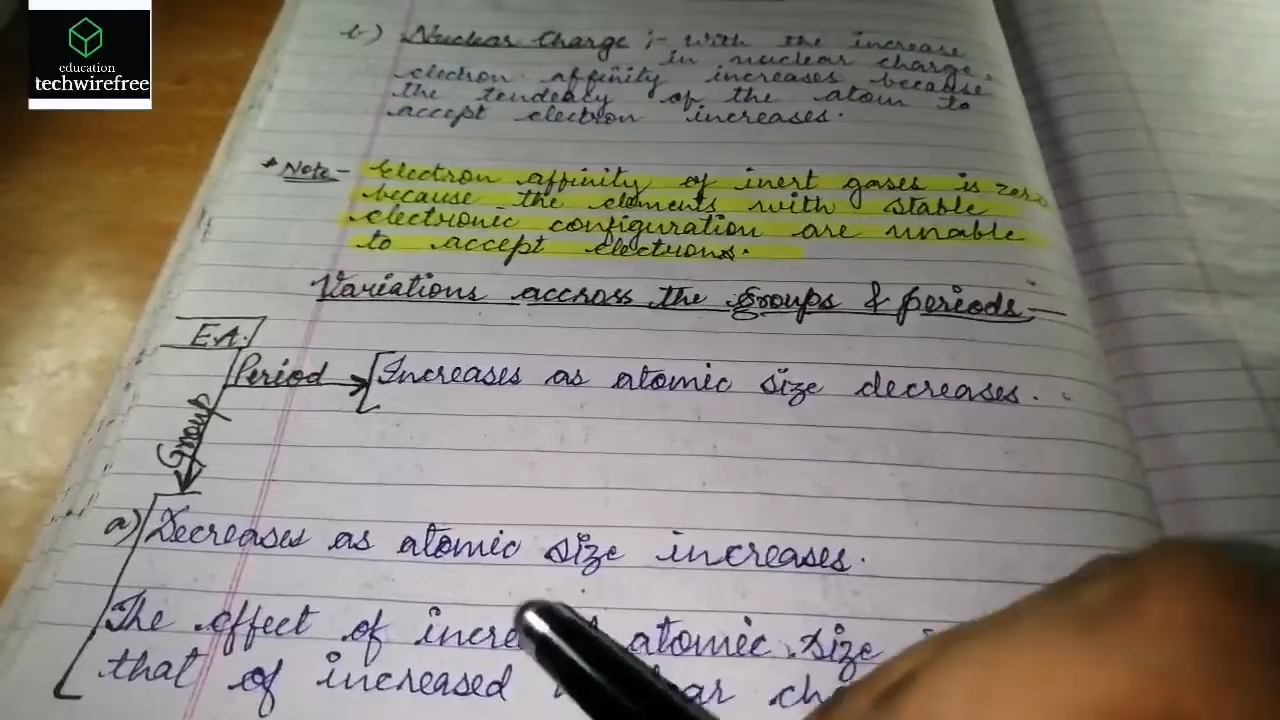 education
techwirefree
b) Nuclear Charge :- With the increase
in nuclear charge,
electron affinity increases because
the tendency of the atom to
accept electron increases.
* Note - Electron affinity of inert gases is zero
because the elements with stable
electronic configuration are unable
to accept electrons.
Variations accross the groups & periods -
E.A.
Period
Increases as atomic size decreases.
Group
a) Decreases as atomic size increases.
The effect of atomic size
that of increased